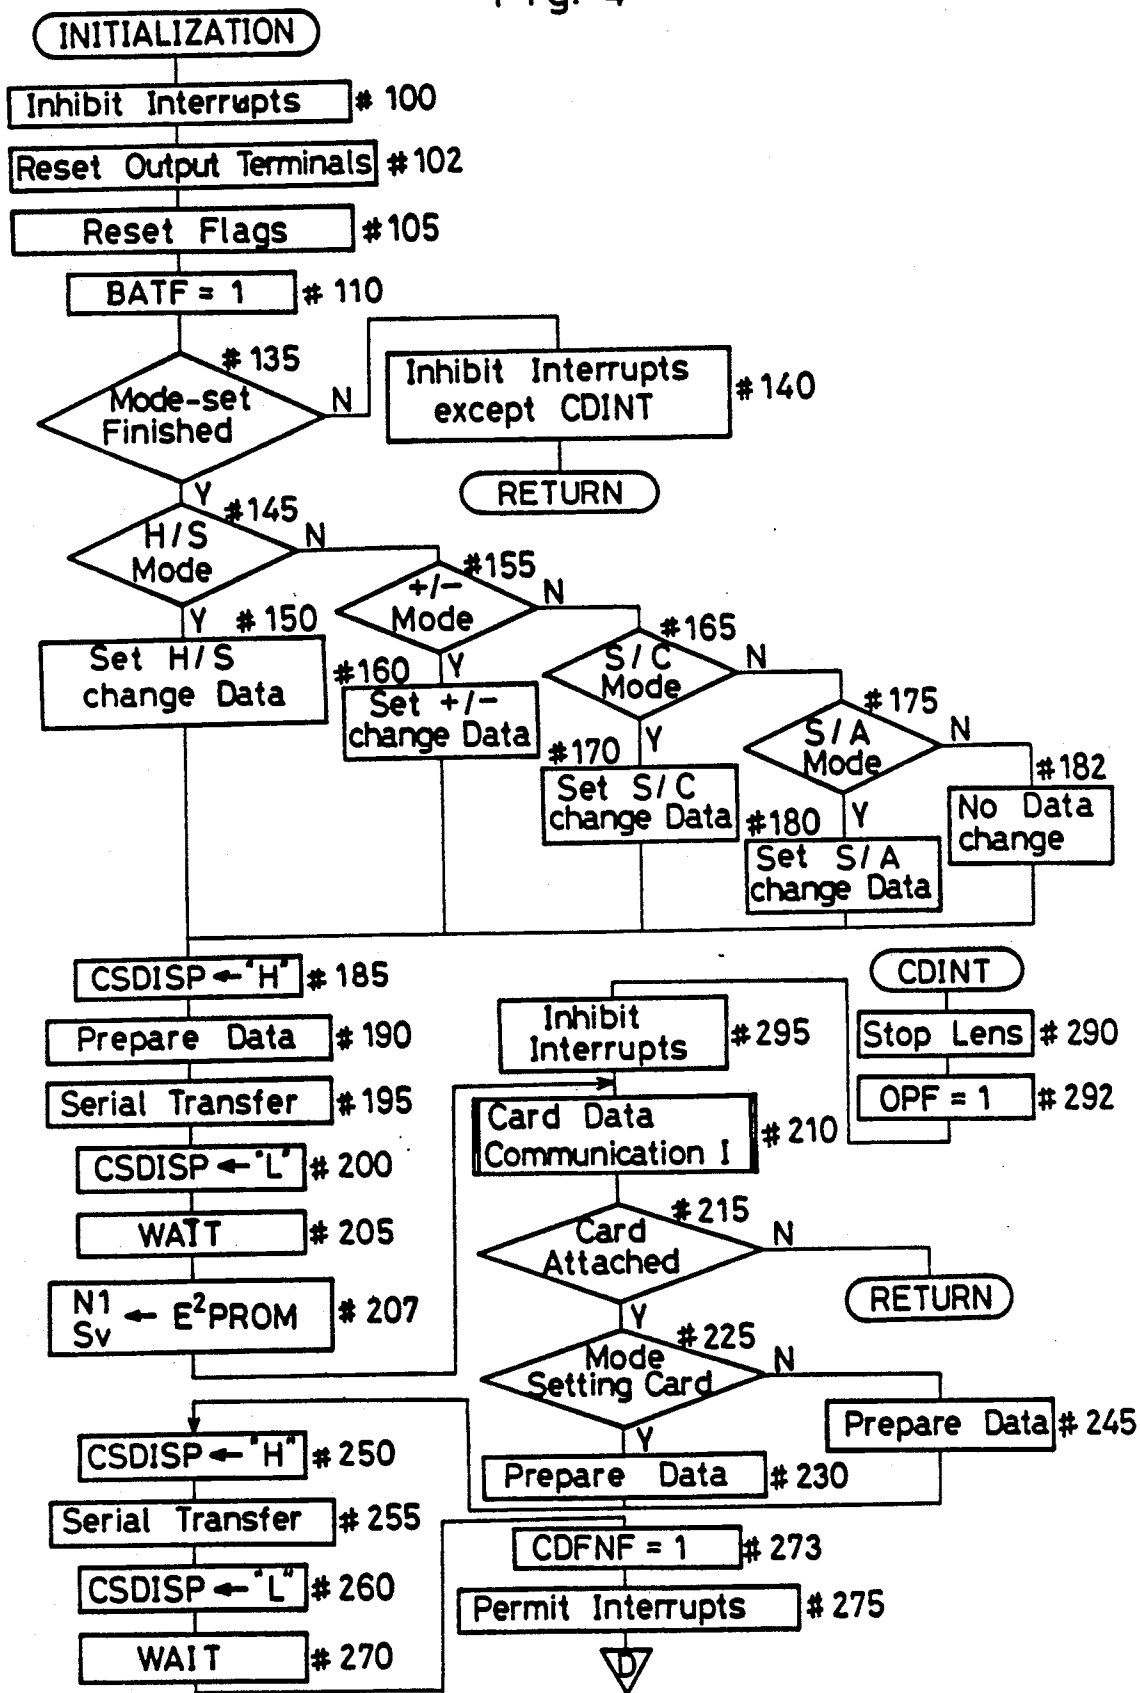 Fig. 4
INITIALIZATION
Inhibit Interrupts #100
Reset Output Terminals #102
Reset Flags #105
BATF = 1 #110
#135
Mode-set
Finished
N
Y
Inhibit Interrupts
except CDINT
#140
RETURN
#145
H/S
Mode
N
Y
#150
Set H/S
change Data
#155
+/-
Mode
N
Y
#160
Set +/-
change Data
#165
S/C
Mode
N
Y
#170
Set S/C
change Data
#175
S/A
Mode
N
Y
#180
Set S/A
change Data
#182
No Data
change
CSDISP ← "H" #185
Prepare Data #190
Serial Transfer #195
CSDISP ← "L" #200
WAIT #205
N1
Sv ← E²PROM #207
CDINT
Stop Lens #290
OPF = 1 #292
Inhibit
Interrupts
#295
Card Data
Communication I
#210
#215
Card
Attached
N
Y
RETURN
#225
Mode
Setting Card
N
Y
Prepare Data #245
Prepare Data #230
CSDISP ← "H" #250
Serial Transfer #255
CSDISP ← "L" #260
WAIT #270
CDFNF = 1 #273
Permit Interrupts #275
D